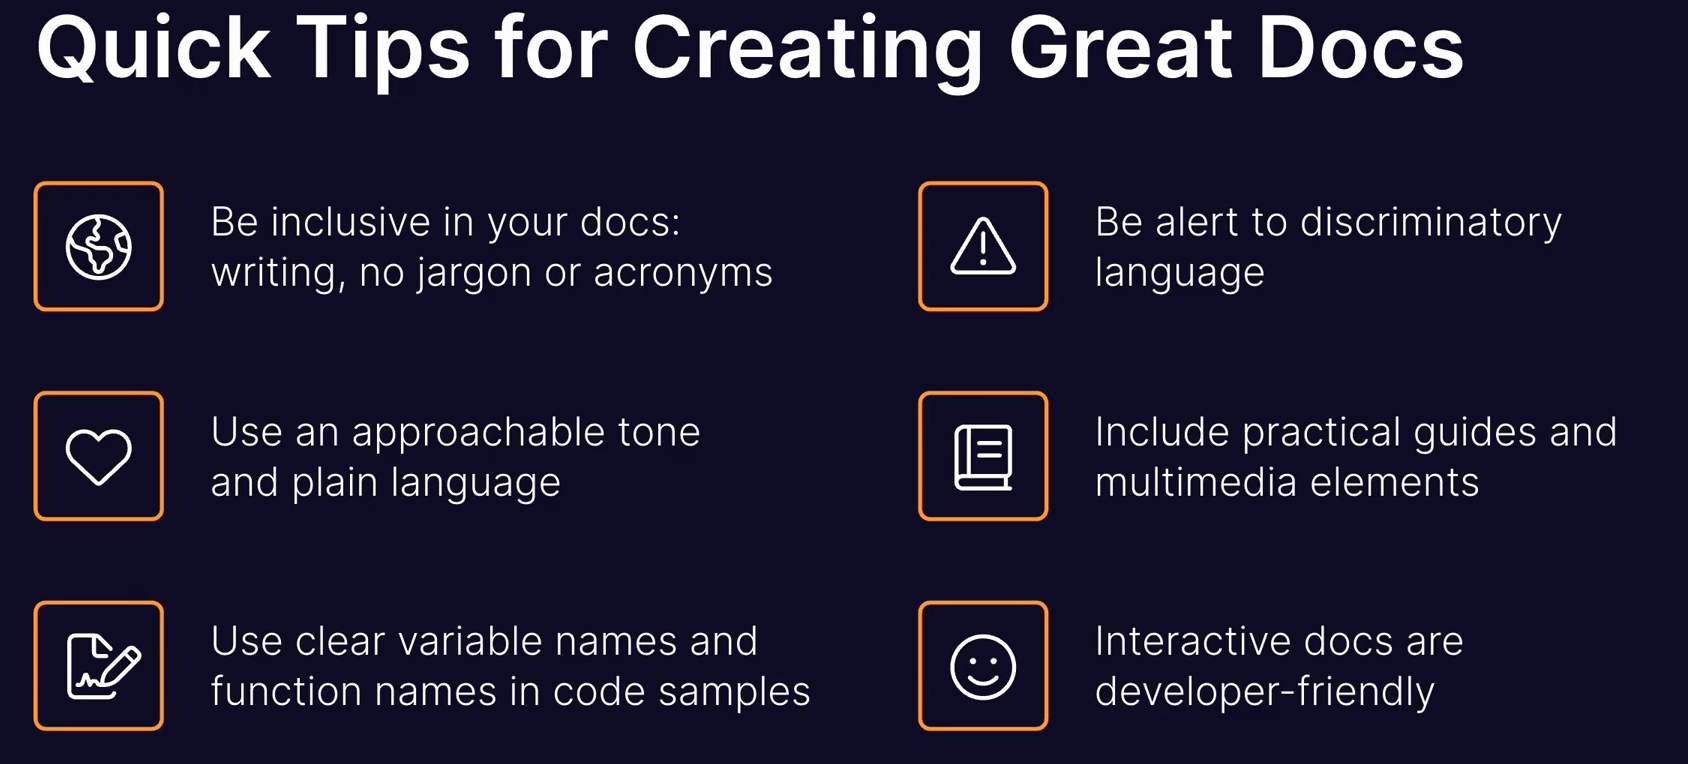 Quick Tips for Creating Great Docs
Be inclusive in your docs:
writing, no jargon or acronyms
Be alert to discriminatory
language
Use an approachable tone
and plain language
Include practical guides and
multimedia elements
Use clear variable names and
function names in code samples
Interactive docs are
developer-friendly